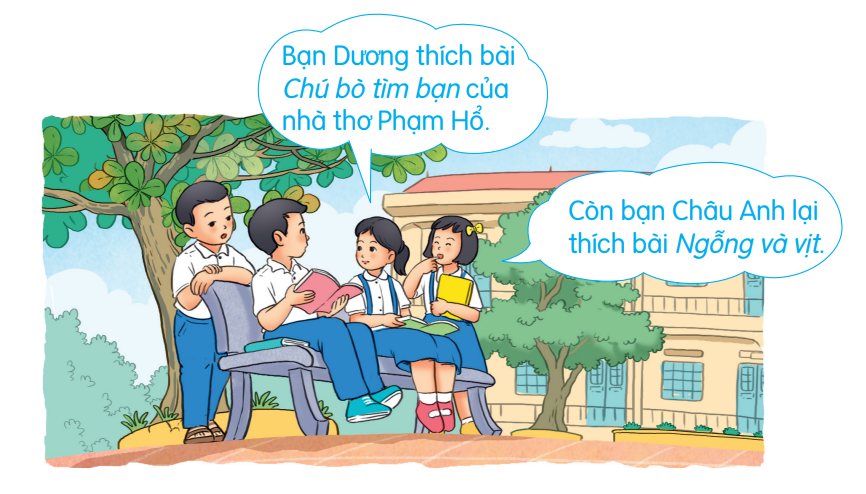 Bạn Dương thích bài
Chú bò tìm bạn của
nhà thơ Phạm Hổ.
Còn bạn Châu Anh lại
thích bài Ngỗng và vịt.